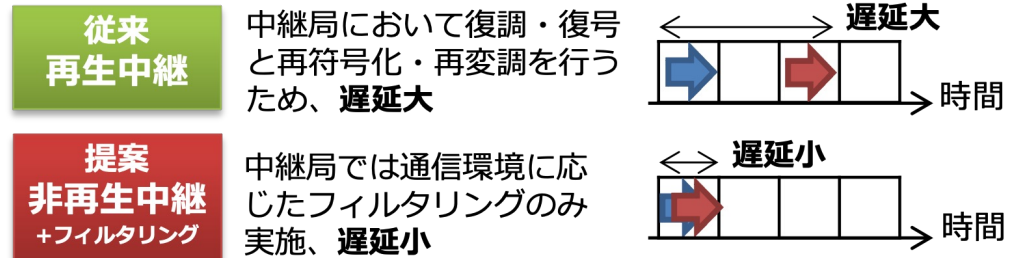 従来
再生中継
中継局において復調・復号
と再符号化・再変調を行う
ため、遅延大
遅延大
時間
提案
非再生中継
+フィルタリング
中継局では通信環境に応
じたフィルタリングのみ
実施、遅延小
遅延小
時間